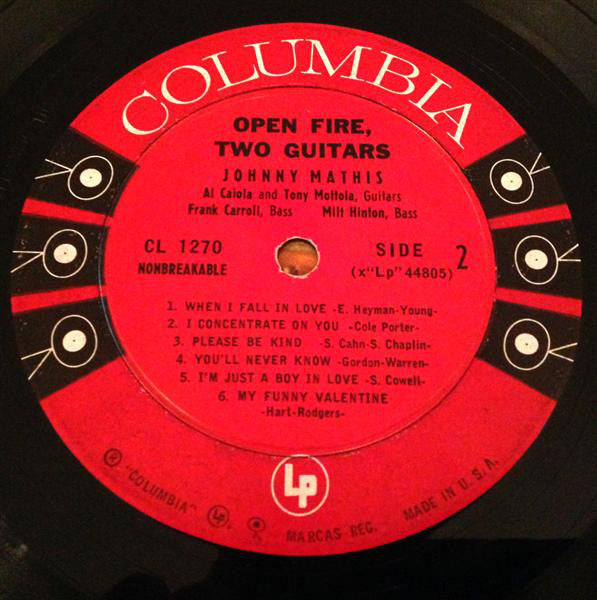 COLUMBIA
OPEN FIRE,
TWO GUITARS
JOHNNY MATHIS
Al Caiola and Tony Mottola, Guitars
Frank Carroll, Bass Milt Hinton, Bass
CL 1270 SIDE 2
NONBREAKABLE (x"Lp"44805)
1. WHEN I FALL IN LOVE -E. Heyman-Young-
2. I CONCENTRATE ON YOU -Cole Porter-
3. PLEASE BE KIND -S. Cahn-S. Chaplin-
4. YOU'LL NEVER KNOW -Gordon-Warren-
5. I'M JUST A BOY IN LOVE -S. Cowell-
6. MY FUNNY VALENTINE
-Hart-Rodgers-
Lp
® "COLUMBIA" Lp MARCAS REG. MADE IN U.S.A.